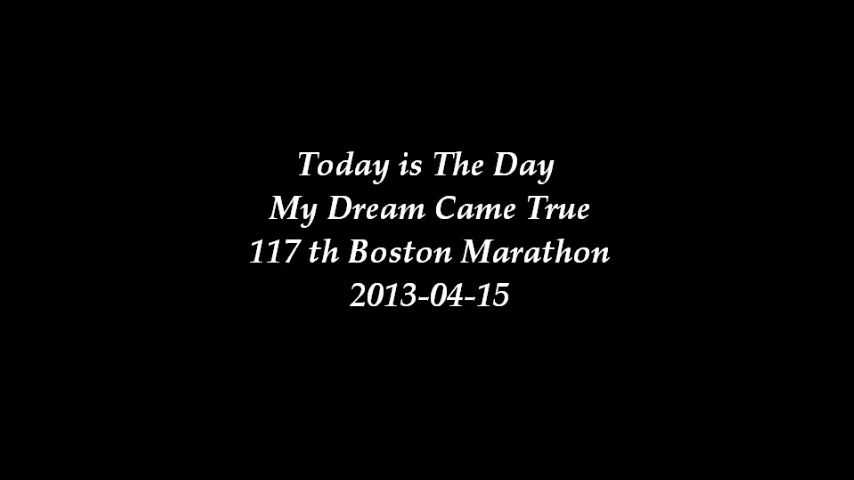 Today is The Day
My Dream Came True
117 th Boston Marathon
2013-04-15